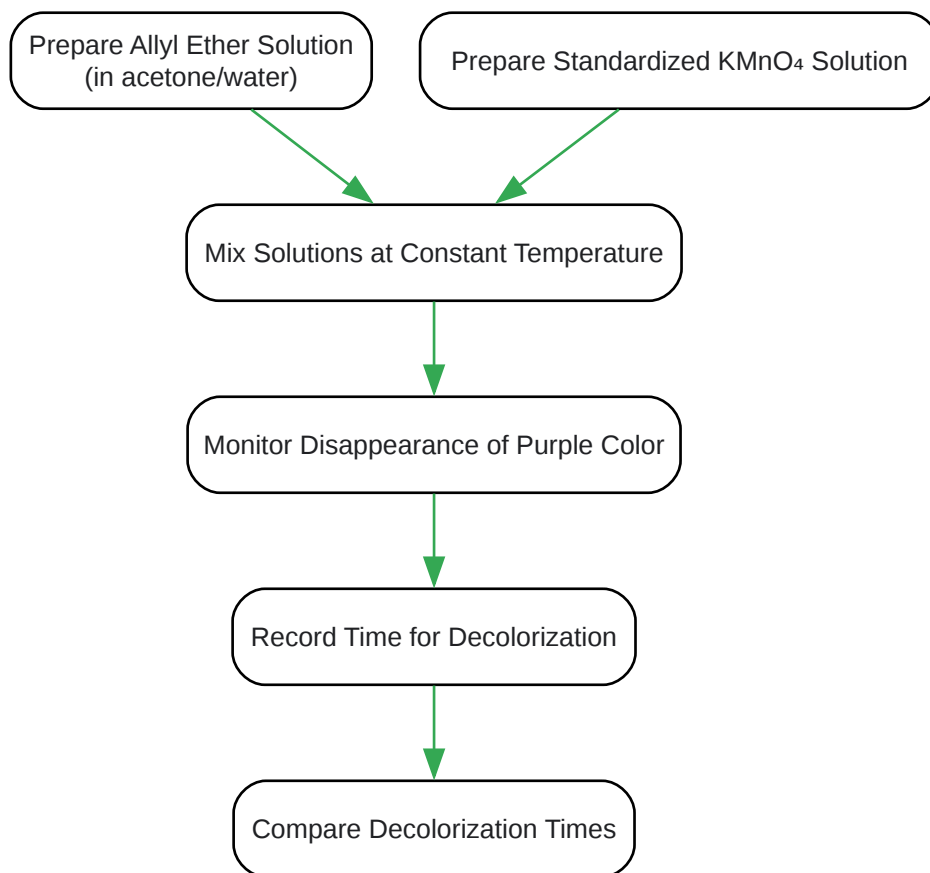 Prepare Allyl Ether Solution
(in acetone/water)
Prepare Standardized KMnO₄ Solution
Mix Solutions at Constant Temperature
Monitor Disappearance of Purple Color
Record Time for Decolorization
Compare Decolorization Times